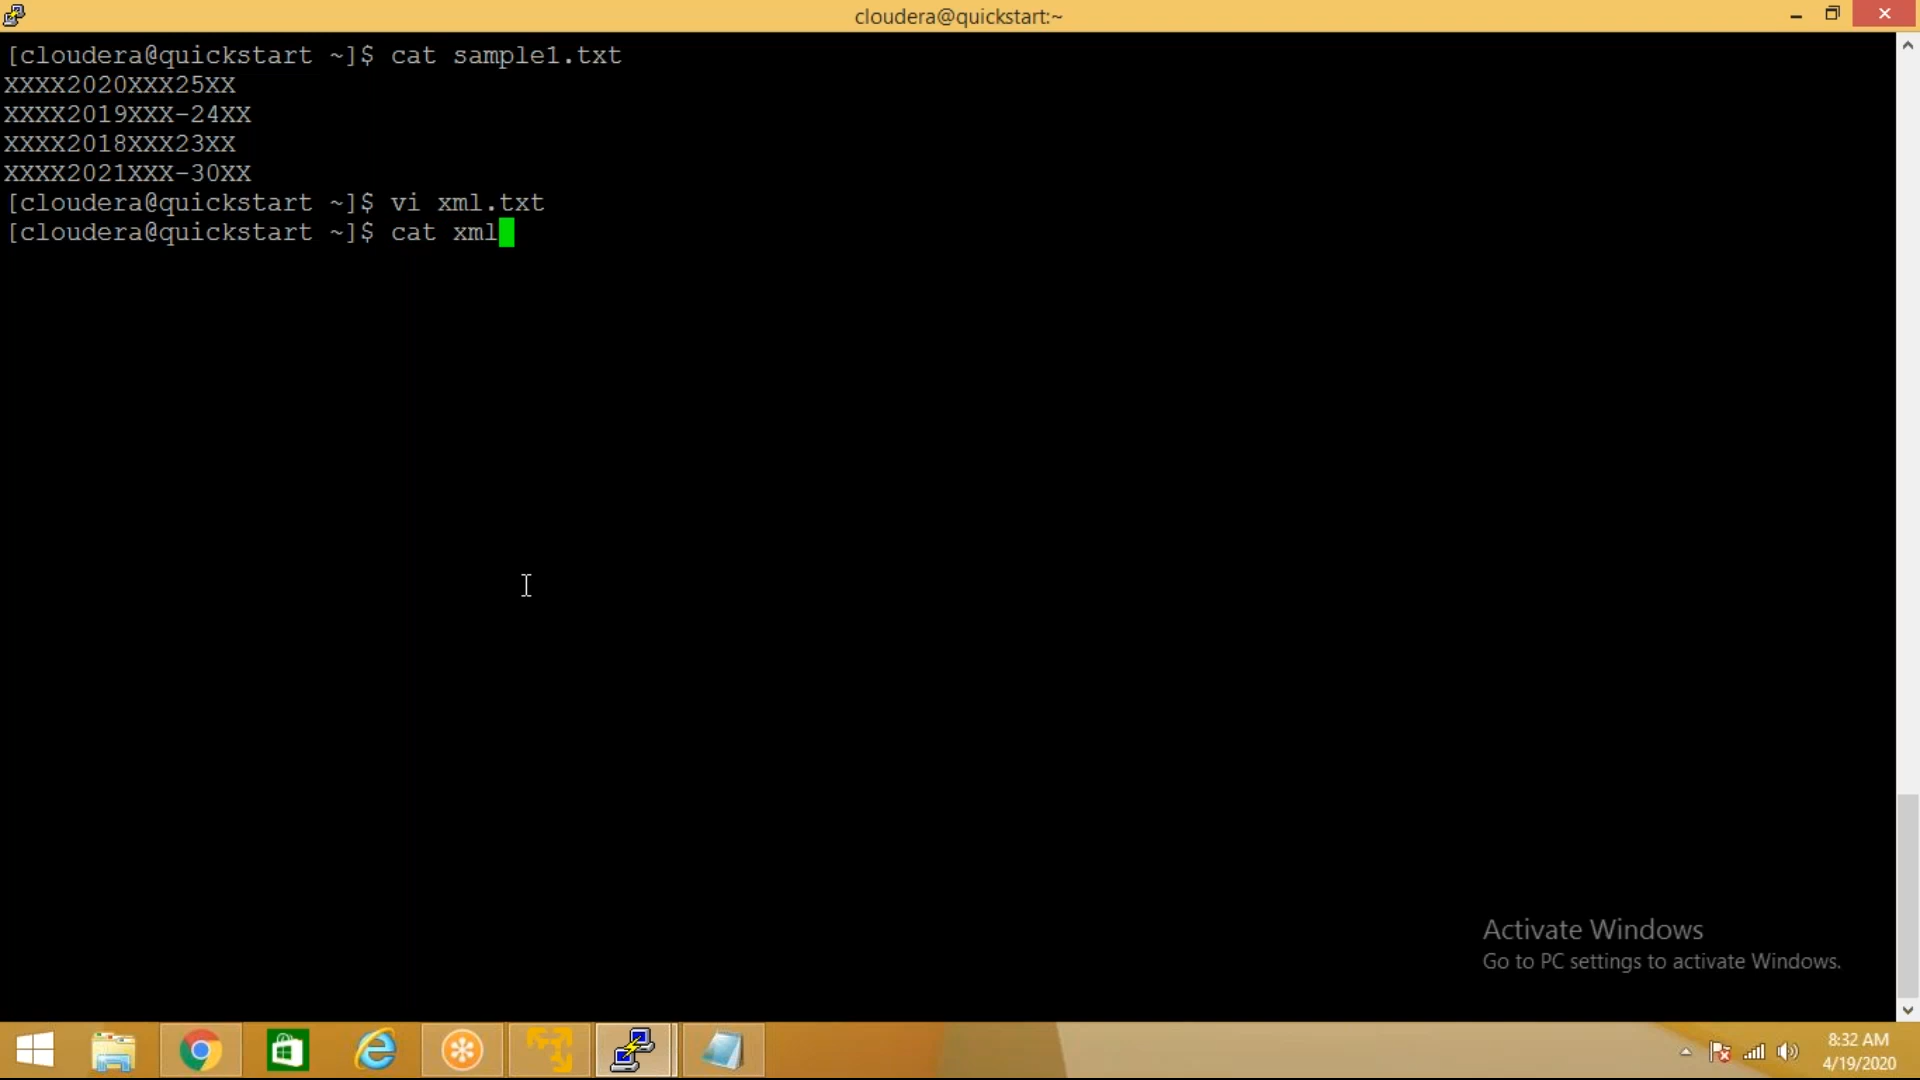 cloudera@quickstart:~
[cloudera@quickstart ~]$ cat sample1.txt
XXXX2020XXX25XX
XXXX2019XXX-24XX
XXXX2018XXX23XX
XXXX2021XXX-30XX
[cloudera@quickstart ~]$ vi xml.txt
[cloudera@quickstart ~]$ cat xml
Activate Windows
Go to PC settings to activate Windows.
8:32 AM
4/19/2020